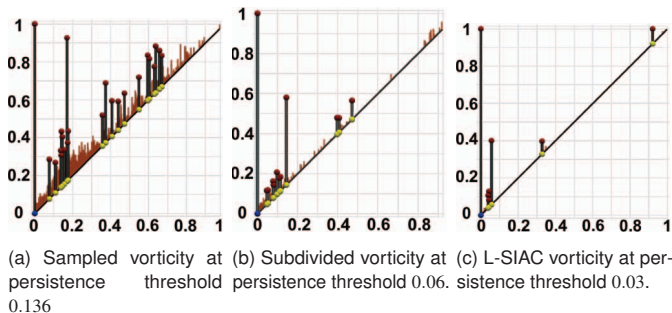 1
0.8
0.6
0.4
0.2
0
0 0.2 0.4 0.6 0.8 1
1
0.8
0.6
0.4
0.2
0
0 0.2 0.4 0.6 0.8
1
0.8
0.6
0.4
0.2
0
0 0.2 0.4 0.6 0.8 1
(a) Sampled vorticity at
persistence threshold
0.136
(b) Subdivided vorticity at
persistence threshold 0.06.
(c) L-SIAC vorticity at per-
sistence threshold 0.03.